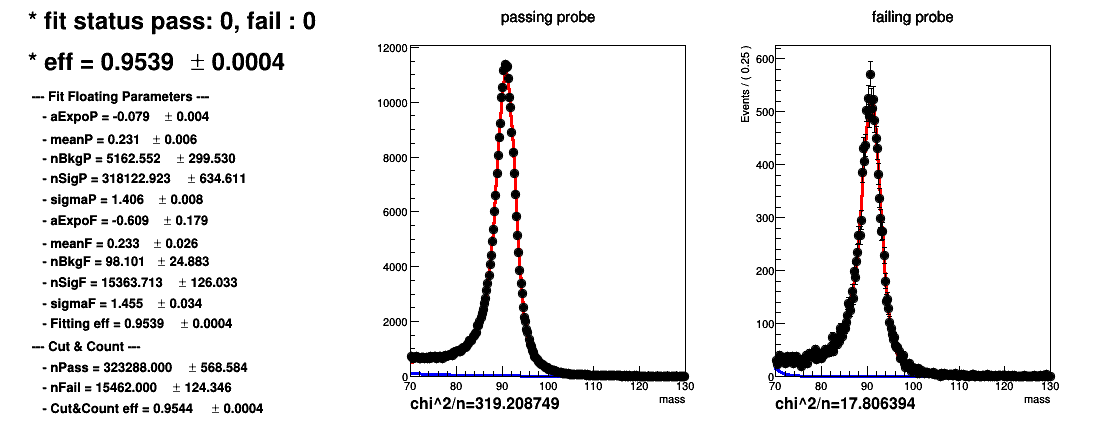 * fit status pass: 0, fail : 0
* eff = 0.9539 ± 0.0004
--- Fit Floating Parameters ---
- aExpoP = -0.079 ± 0.004
- meanP = 0.231 ± 0.006
- nBkgP = 5162.552 ± 299.530
- nSigP = 318122.923 ± 634.611
- sigmaP = 1.406 ± 0.008
- aExpoF = -0.609 ± 0.179
- meanF = 0.233 ± 0.026
- nBkgF = 98.101 ± 24.883
- nSigF = 15363.713 ± 126.033
- sigmaF = 1.455 ± 0.034
- Fitting eff = 0.9539 ± 0.0004
--- Cut & Count ---
- nPass = 323288.000 ± 568.584
- nFail = 15462.000 ± 124.346
- Cut&Count eff = 0.9544 ± 0.0004
passing probe
12000
10000
8000
6000
4000
2000
0
70 80 90 100 110 120 130
mass
chi^2/n=319.208749
failing probe
Events / ( 0.25 )
600
500
400
300
200
100
0
70 80 90 100 110 120 130
mass
chi^2/n=17.806394